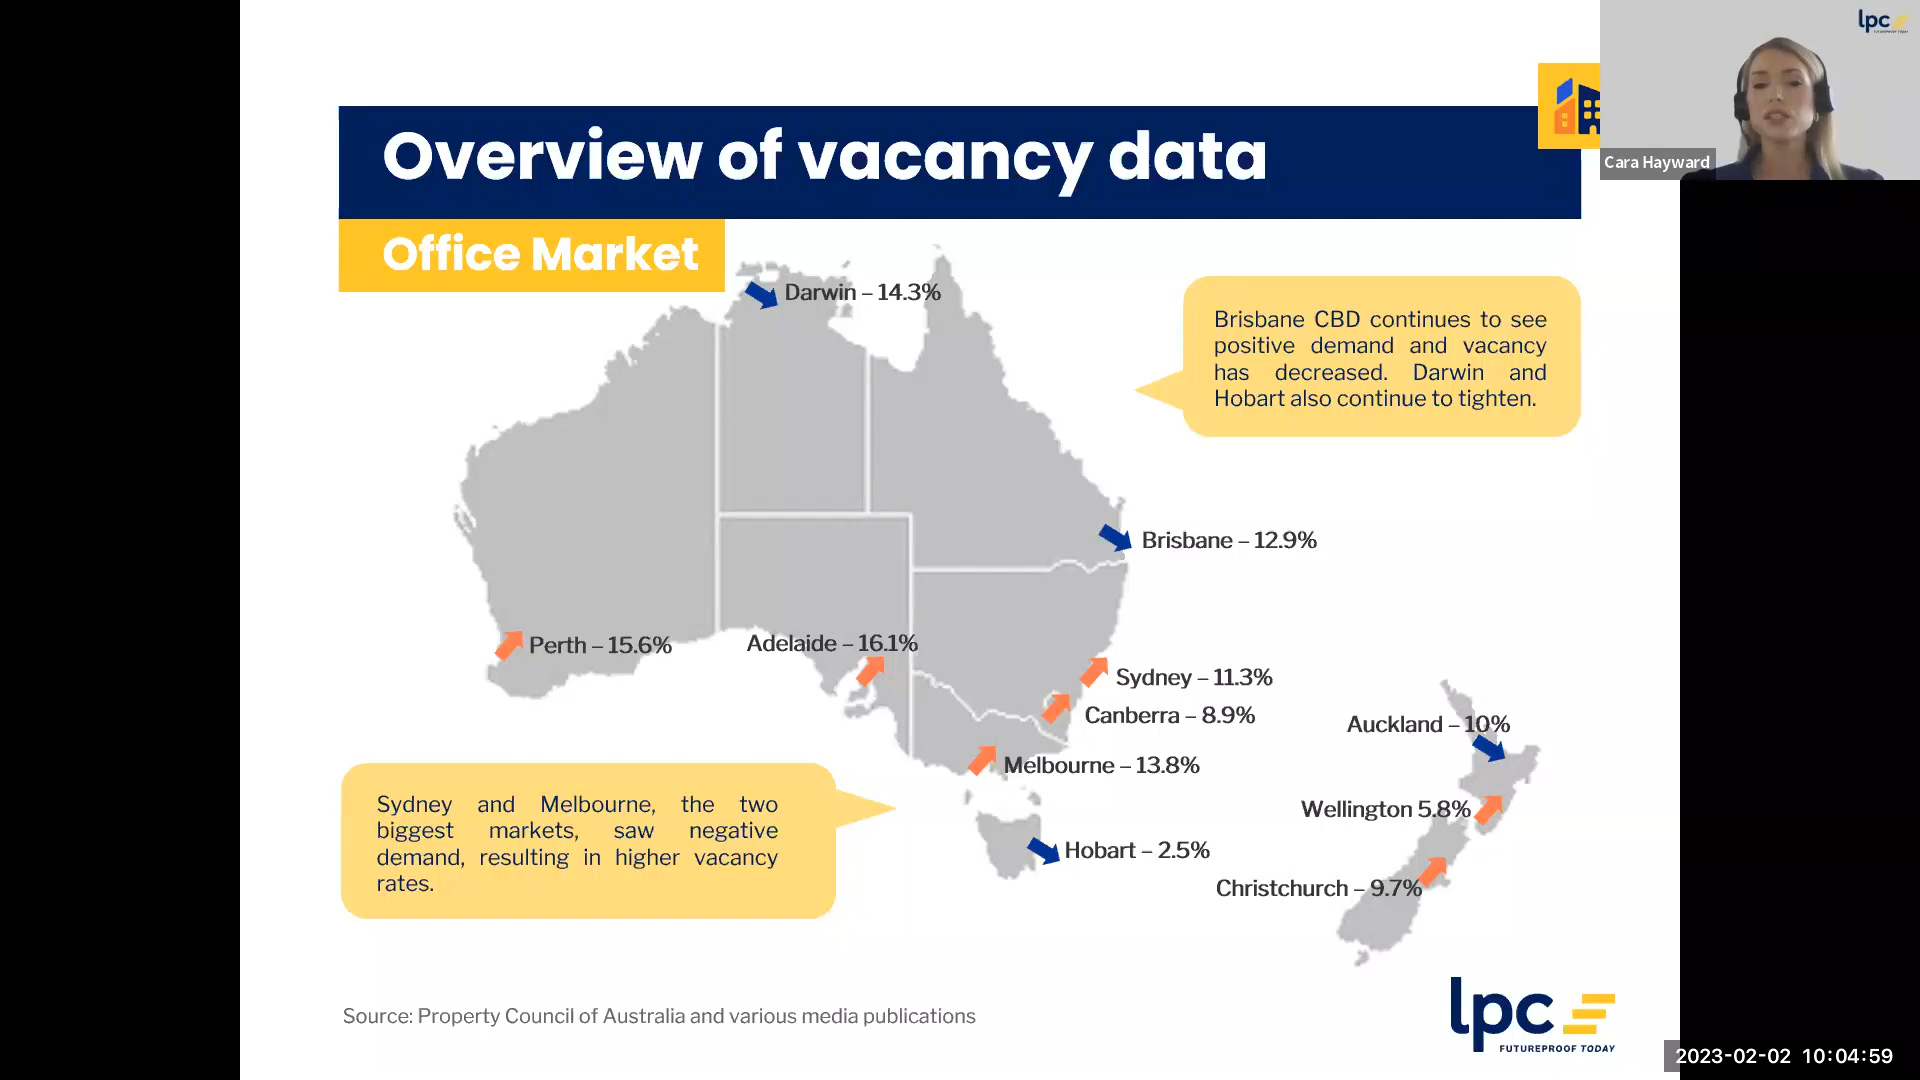 lpc
FUTUREPROOF TODAY
Cara Hayward
Overview of vacancy data
Office Market
Darwin – 14.3%
Brisbane CBD continues to see
positive demand and vacancy
has decreased. Darwin and
Hobart also continue to tighten.
Brisbane – 12.9%
Perth – 15.6%
Adelaide – 16.1%
Sydney – 11.3%
Canberra – 8.9%
Melbourne – 13.8%
Auckland – 10%
Wellington 5.8%
Hobart – 2.5%
Christchurch – 9.7%
Sydney and Melbourne, the two
biggest markets, saw negative
demand, resulting in higher vacancy
rates.
Source: Property Council of Australia and various media publications
lpc
FUTUREPROOF TODAY
2023-02-02 10:04:59